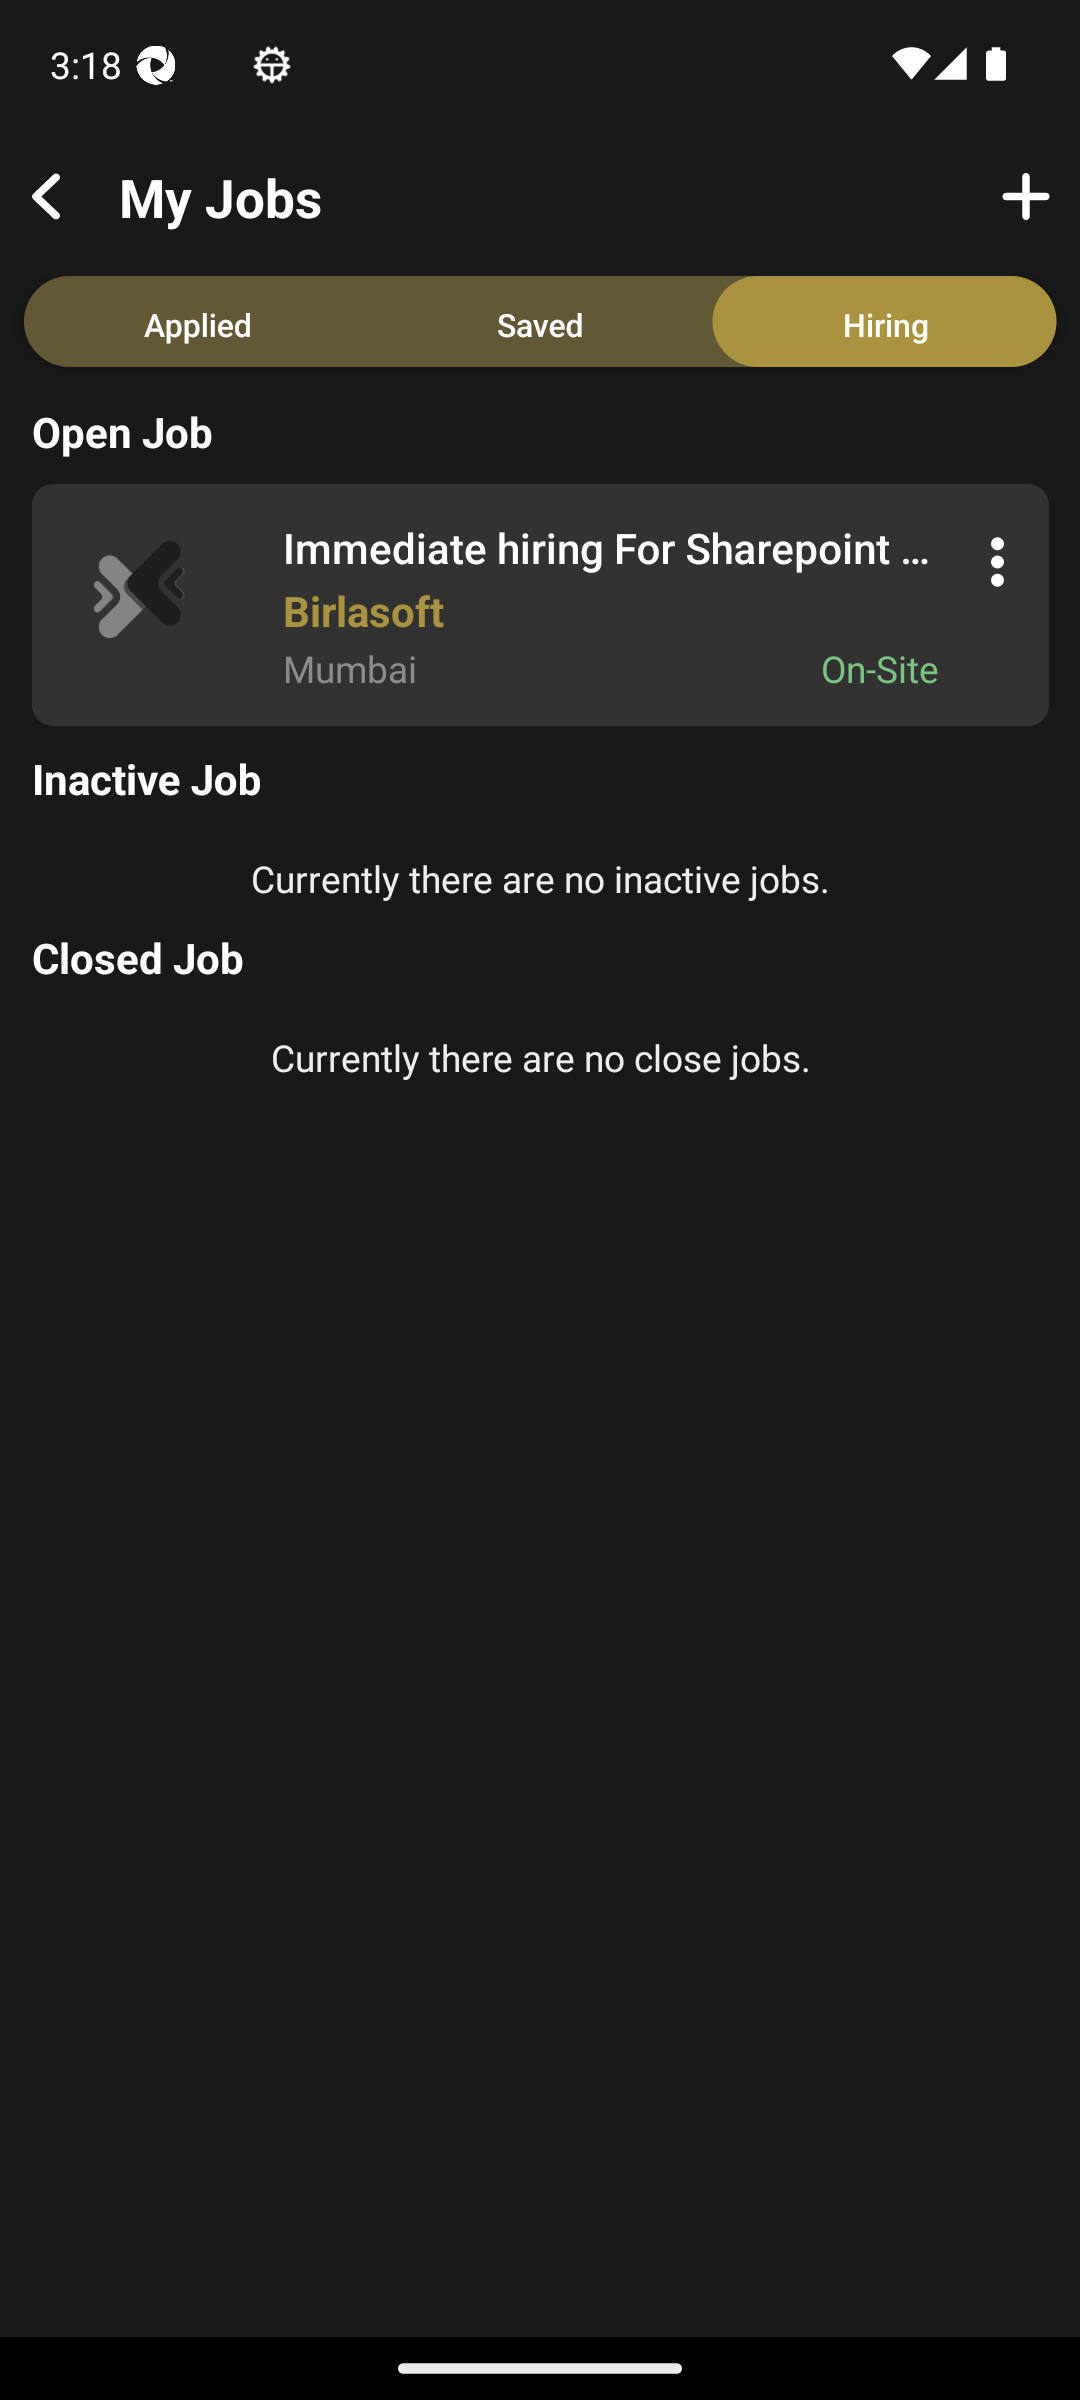 3:18
My Jobs
Applied Saved Hiring
Open Job
Immediate hiring For Sharepoint ...
Birlasoft
Mumbai On-Site
Inactive Job
Currently there are no inactive jobs.
Closed Job
Currently there are no close jobs.